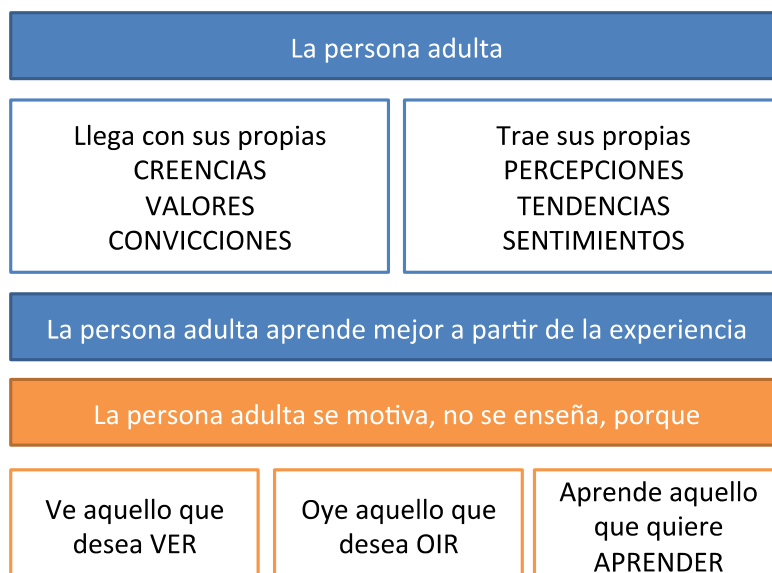 La persona adulta
Llega con sus propias
CREENCIAS
VALORES
CONVICCIONES
Trae sus propias
PERCEPCIONES
TENDENCIAS
SENTIMIENTOS
La persona adulta aprende mejor a partir de la experiencia
La persona adulta se motiva, no se enseña, porque
Ve aquello que
desea VER
Oye aquello que
desea OIR
Aprende aquello
que quiere
APRENDER